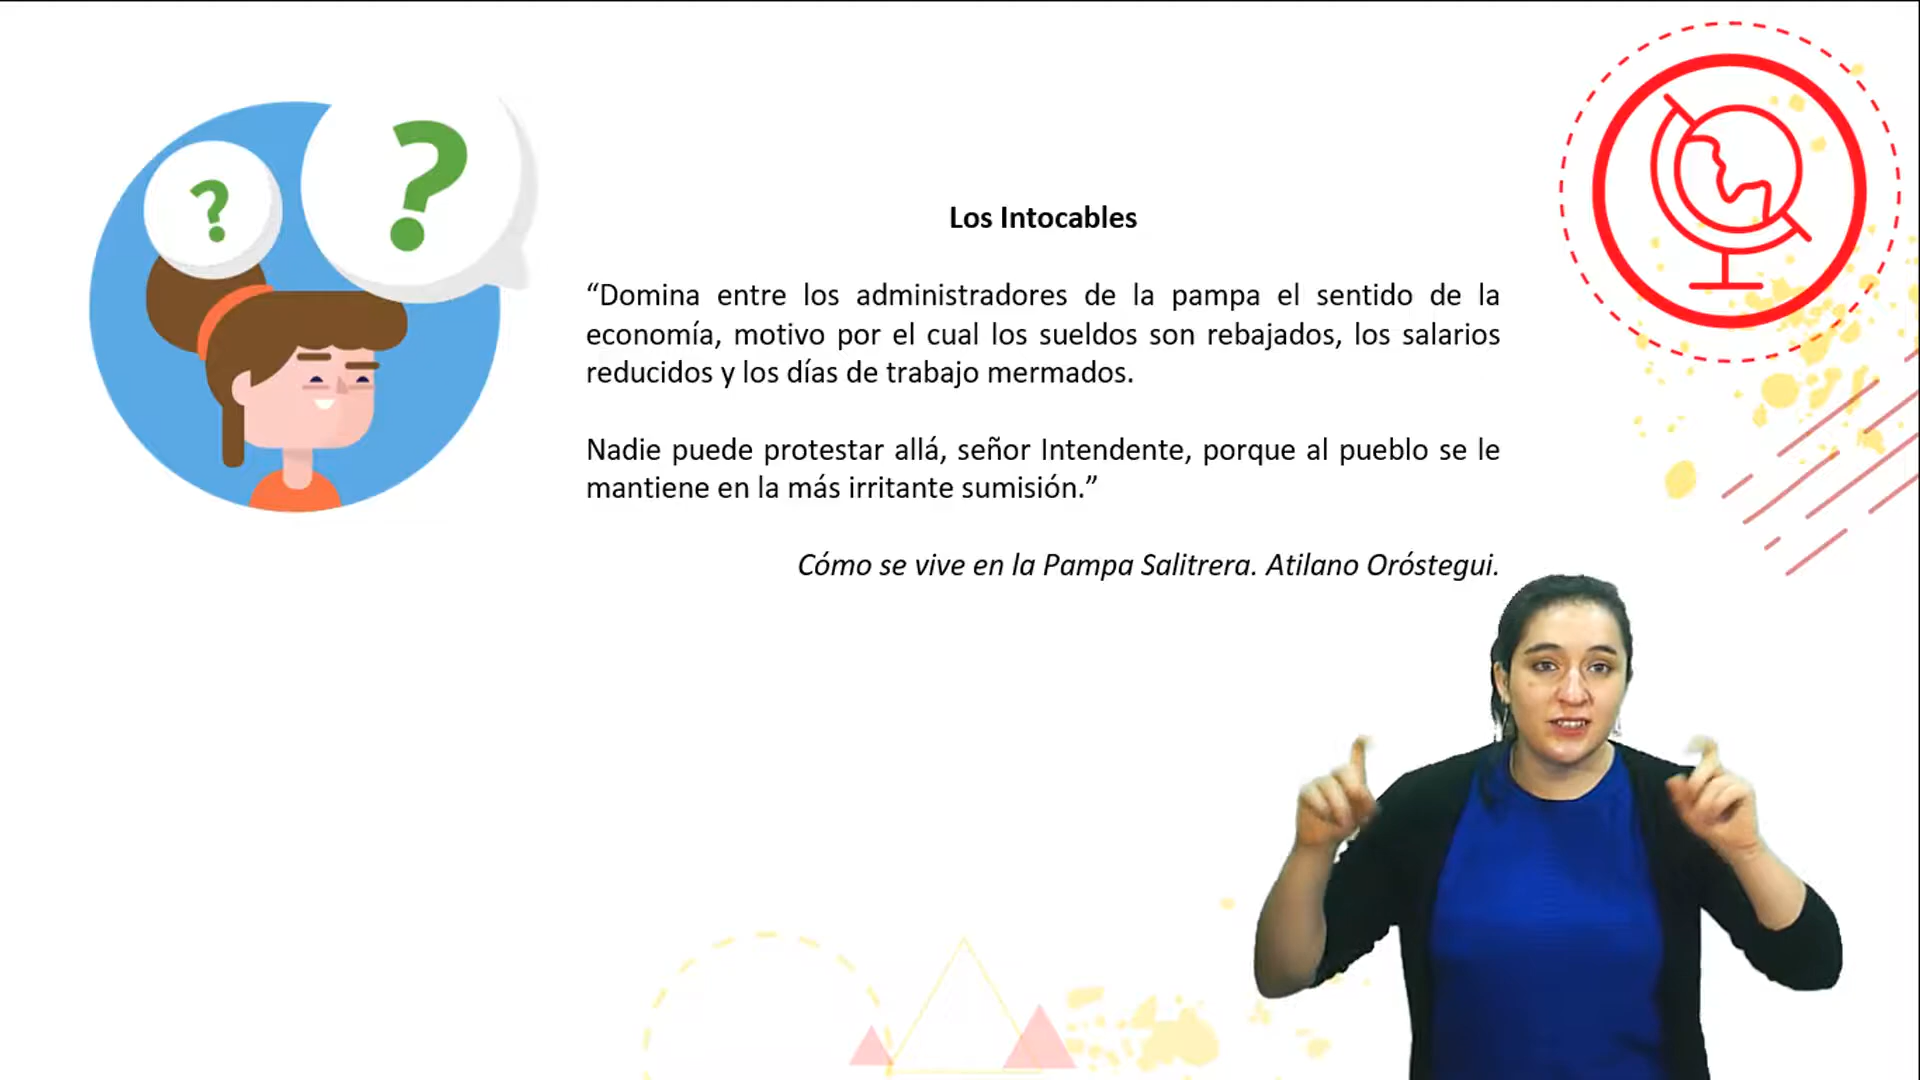 ?
?
Los Intocables
“Domina entre los administradores de la pampa el sentido de la
economía, motivo por el cual los sueldos son rebajados, los salarios
reducidos y los días de trabajo mermados.
Nadie puede protestar allá, señor Intendente, porque al pueblo se le
mantiene en la más irritante sumisión.”
Cómo se vive en la Pampa Salitrera. Atilano Oróstegui.